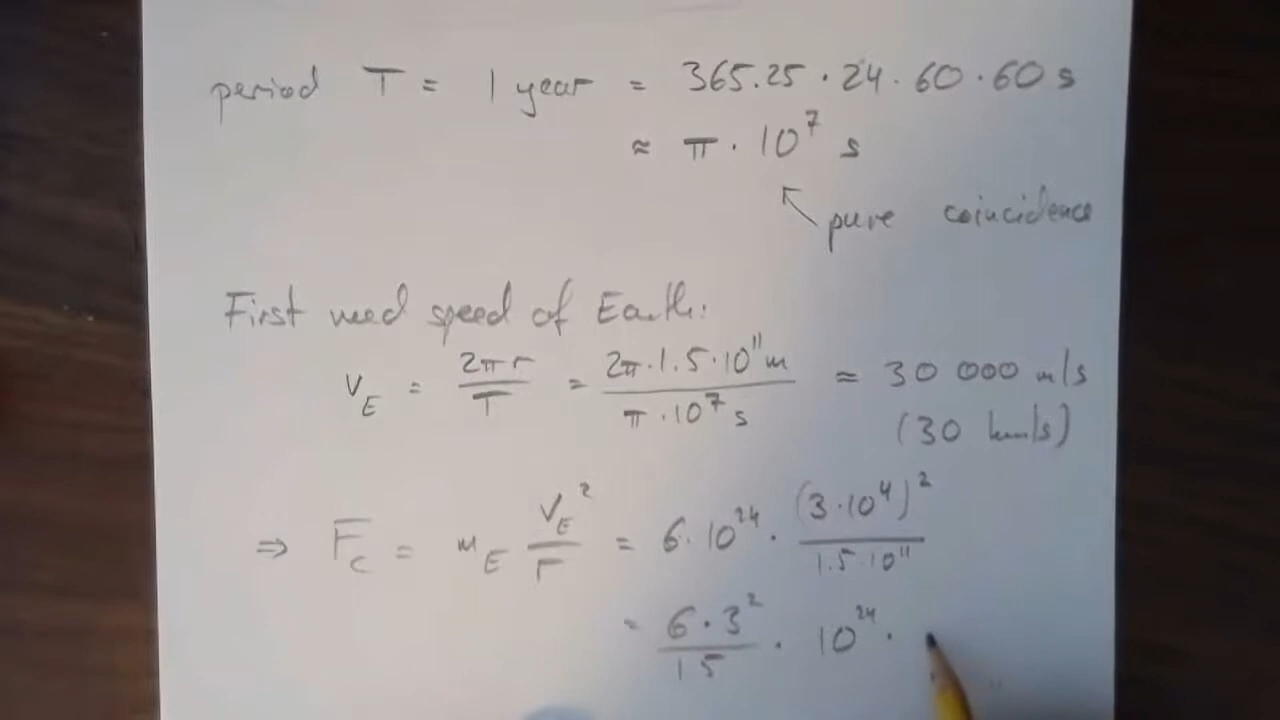 period T = 1 year = 365.25 · 24 · 60 · 60 s
≈ π · 10⁷ s
↖ pure coincidence
First need speed of Earth:
v_E = 2πr / T = 2π · 1.5 · 10¹¹ m / π · 10⁷ s ≈ 30 000 m/s
(30 km/s)
⇒ F_c = m_E v_E² / r = 6 · 10²⁴ · (3 · 10⁴)² / 1.5 · 10¹¹
= 6 · 3² / 1.5 · 10²⁴ ·